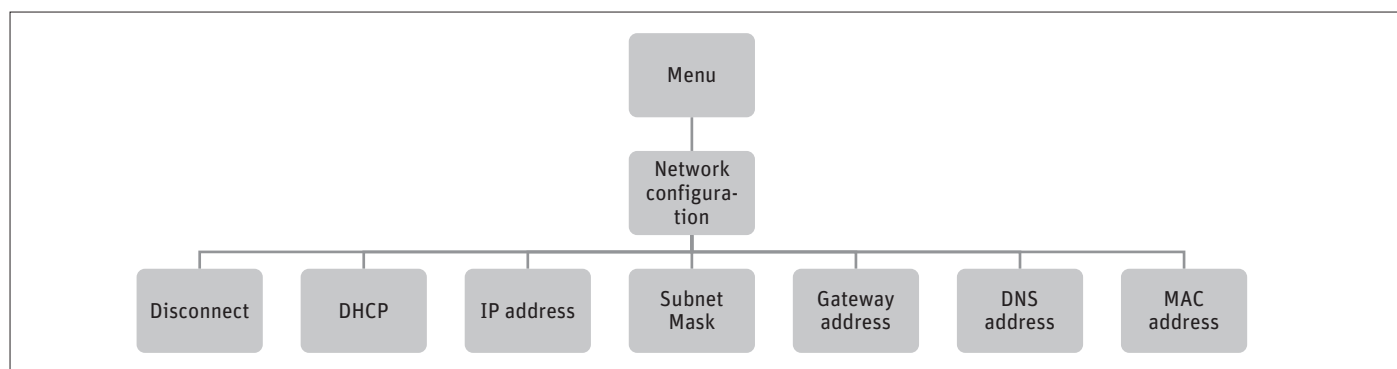 Menu
Network
configura-
tion
Disconnect
DHCP
IP address
Subnet
Mask
Gateway
address
DNS
address
MAC
address